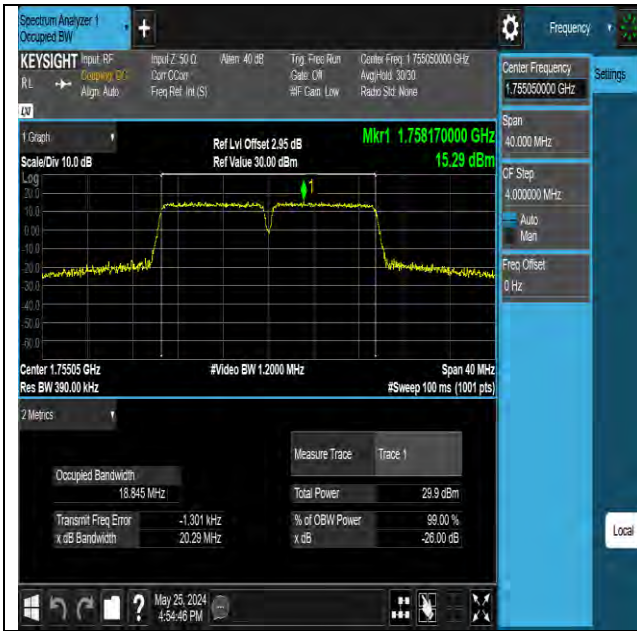 Spectrum Analyzer 1
Occupied BW
Frequency
KEYSIGHT
Input: RF
Coupling: DC
Align: Auto
Input Z: 50 Ω
Corr CCorr
Freq Ref: Int (S)
Atten: 40 dB
Trig: Free Run
Gate: Off
#IF Gain: Low
Center Freq: 1.755050000 GHz
Avg|Hold: 30/30
Radio Std: None
RL
Center Frequency
1.755050000 GHz
Settings
Span
40.000 MHz
CF Step
4.000000 MHz
Auto
Man
Freq Offset
0 Hz
1 Graph
Scale/Div 10.0 dB
Ref Lvl Offset 2.95 dB
Ref Value 30.00 dBm
Mkr1 1.758170000 GHz
15.29 dBm
Log
20.0
10.0
0.00
-10.0
-20.0
-30.0
-40.0
-50.0
-60.0
1
Center 1.75505 GHz
Res BW 390.00 kHz
#Video BW 1.2000 MHz
Span 40 MHz
#Sweep 100 ms (1001 pts)
2 Metrics
Measure Trace
Trace 1
Occupied Bandwidth
18.845 MHz
Total Power
29.9 dBm
Transmit Freq Error
-1.301 kHz
% of OBW Power
99.00 %
x dB Bandwidth
20.29 MHz
x dB
-26.00 dB
Local
May 25, 2024
4:54:46 PM